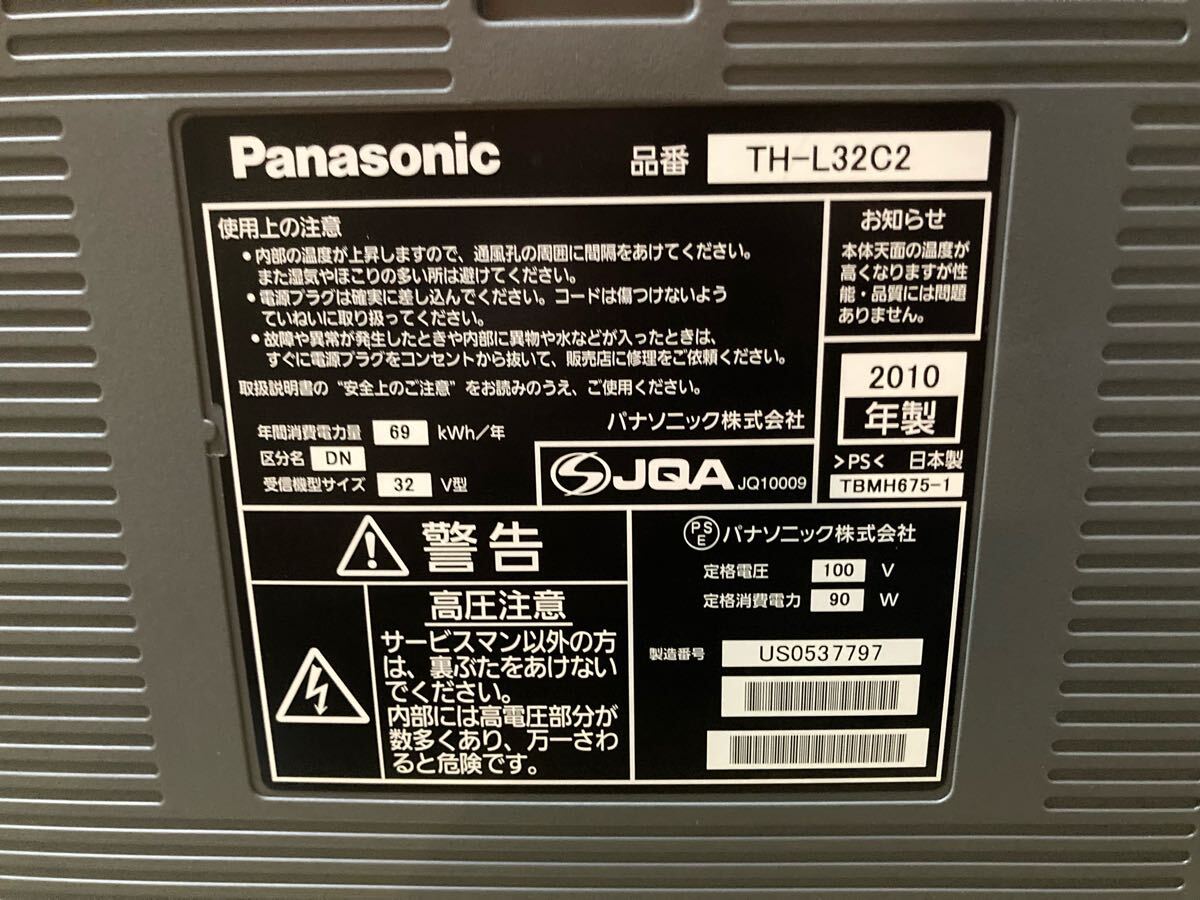 Panasonic
品番 TH-L32C2
使用上の注意
•内部の温度が上昇しますので、通風孔の周囲に間隔をあけてください。
また湿気やほこりの多い所は避けてください。
•電源プラグは確実に差し込んでください。コードは傷つけないよう
ていねいに取り扱ってください。
•故障や異常が発生したときや内部に異物や水などが入ったときは、
すぐに電源プラグをコンセントから抜いて、販売店に修理をご依頼ください。
取扱説明書の“安全上のご注意”をお読みのうえ、ご使用ください。
パナソニック株式会社
年間消費電力量 69 kWh/年
区分名 DN
受信機型サイズ 32 V型
JQA JQ10009
お知らせ
本体天面の温度が
高くなりますが性
能・品質には問題
ありません。
2010
年製
>PS< 日本製
TBMH675-1
警告
高圧注意
サービスマン以外の方
は、裏ぶたをあけない
でください。
内部には高電圧部分が
数多くあり、万一さわ
ると危険です。
PS
E
パナソニック株式会社
定格電圧 100 V
定格消費電力 90 W
製造番号 US0537797